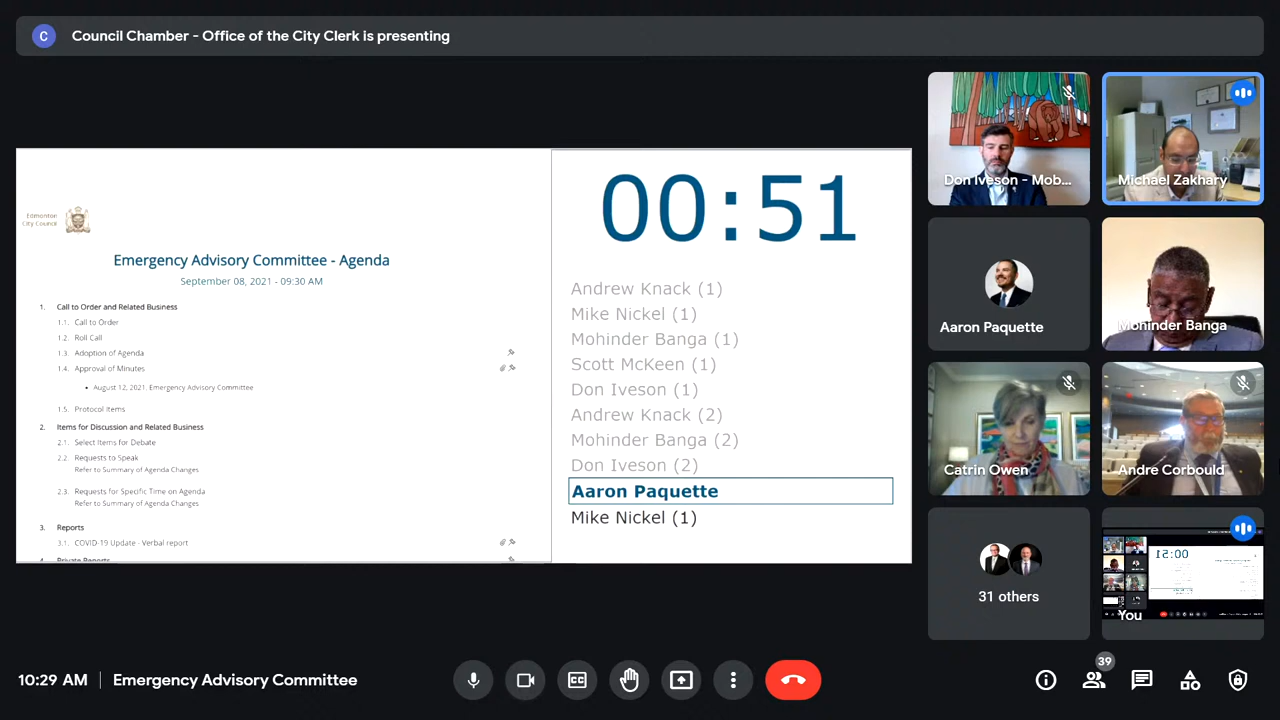 C
Council Chamber - Office of the City Clerk is presenting
Edmonton
City Council
Emergency Advisory Committee - Agenda
September 08, 2021 - 09:30 AM
1. Call to Order and Related Business
1.1. Call to Order
1.2. Roll Call
1.3. Adoption of Agenda
1.4. Approval of Minutes
• August 12, 2021, Emergency Advisory Committee
1.5. Protocol Items
2. Items for Discussion and Related Business
2.1. Select Items for Debate
2.2. Requests to Speak
Refer to Summary of Agenda Changes
2.3. Requests for Specific Time on Agenda
Refer to Summary of Agenda Changes
3. Reports
3.1. COVID-19 Update - Verbal report
4. Private Reports
00:51
Andrew Knack (1)
Mike Nickel (1)
Mohinder Banga (1)
Scott McKeen (1)
Don Iveson (1)
Andrew Knack (2)
Mohinder Banga (2)
Don Iveson (2)
Aaron Paquette
Mike Nickel (1)
Don Iveson - Mob...
Michael Zakhary
Aaron Paquette
Mohinder Banga
Catrin Owen
Andre Corbould
31 others
00:51
You
10:29 AM | Emergency Advisory Committee
CC
39